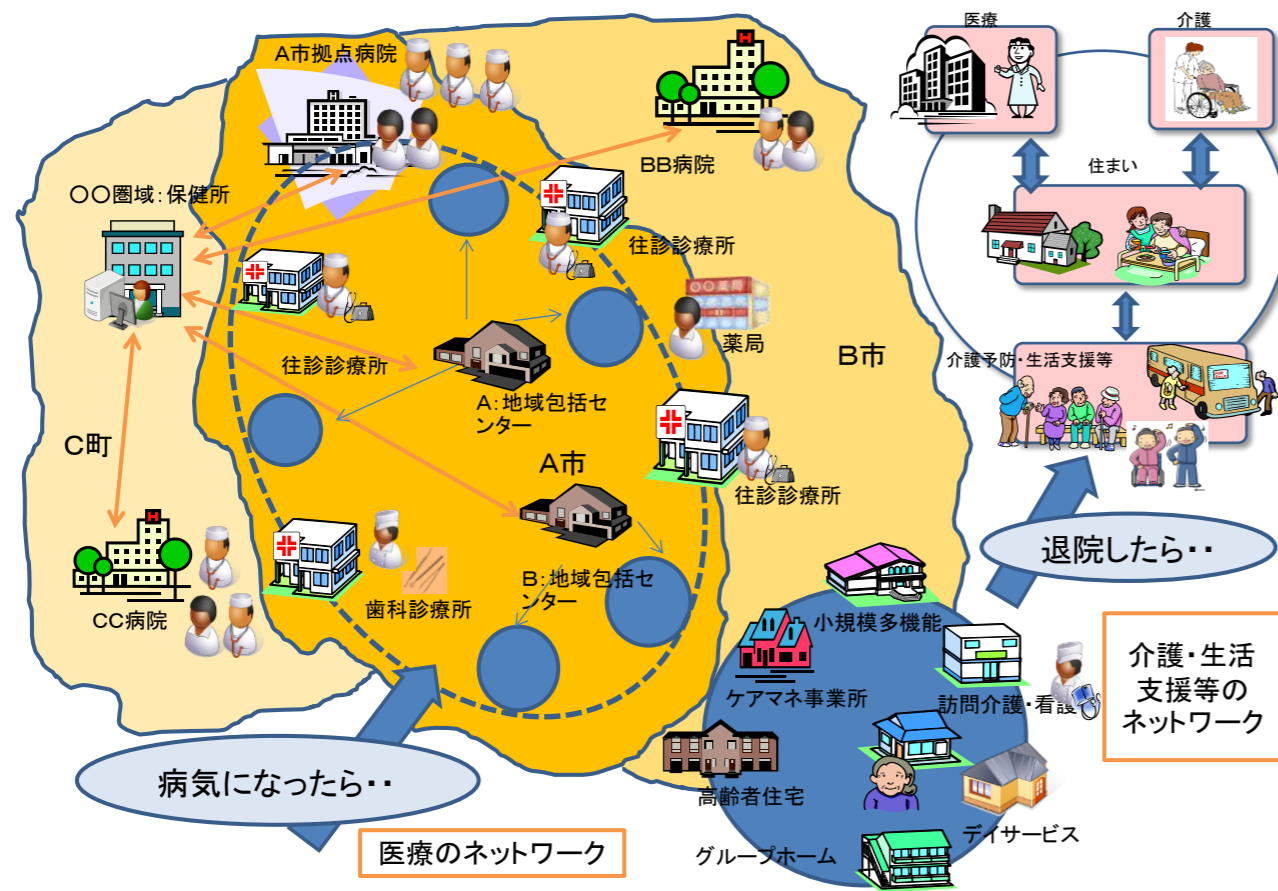 A市拠点病院
BB病院
〇〇圏域：保健所
往診診療所
往診診療所
〇〇薬局
薬局
B市
A：地域包括セ
ンター
C町
A市
往診診療所
B：地域包括セ
ンター
歯科診療所
CC病院
病気になったら・・
医療のネットワーク
医療
介護
住まい
介護予防・生活支援等
退院したら・・
小規模多機能
ケアマネ事業所
訪問介護・看護
高齢者住宅
デイサービス
グループホーム
介護・生活
支援等の
ネットワーク